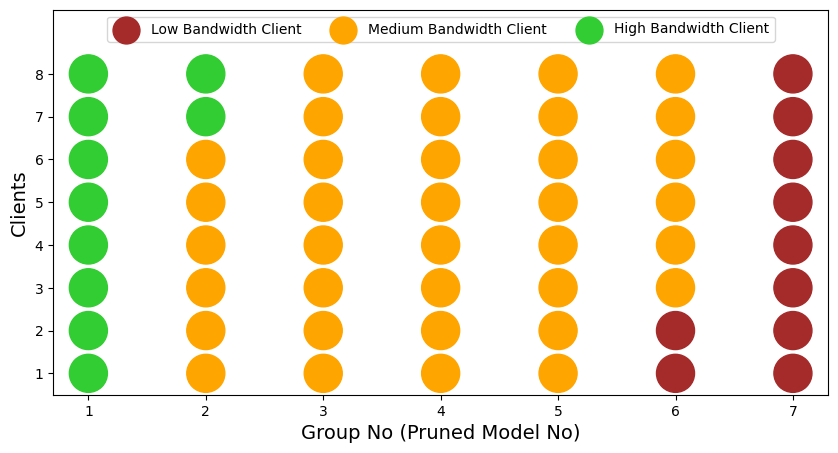 Low Bandwidth Client Medium Bandwidth Client High Bandwidth Client
Clients
8
7
6
5
4
3
2
1
1 2 3 4 5 6 7
Group No (Pruned Model No)